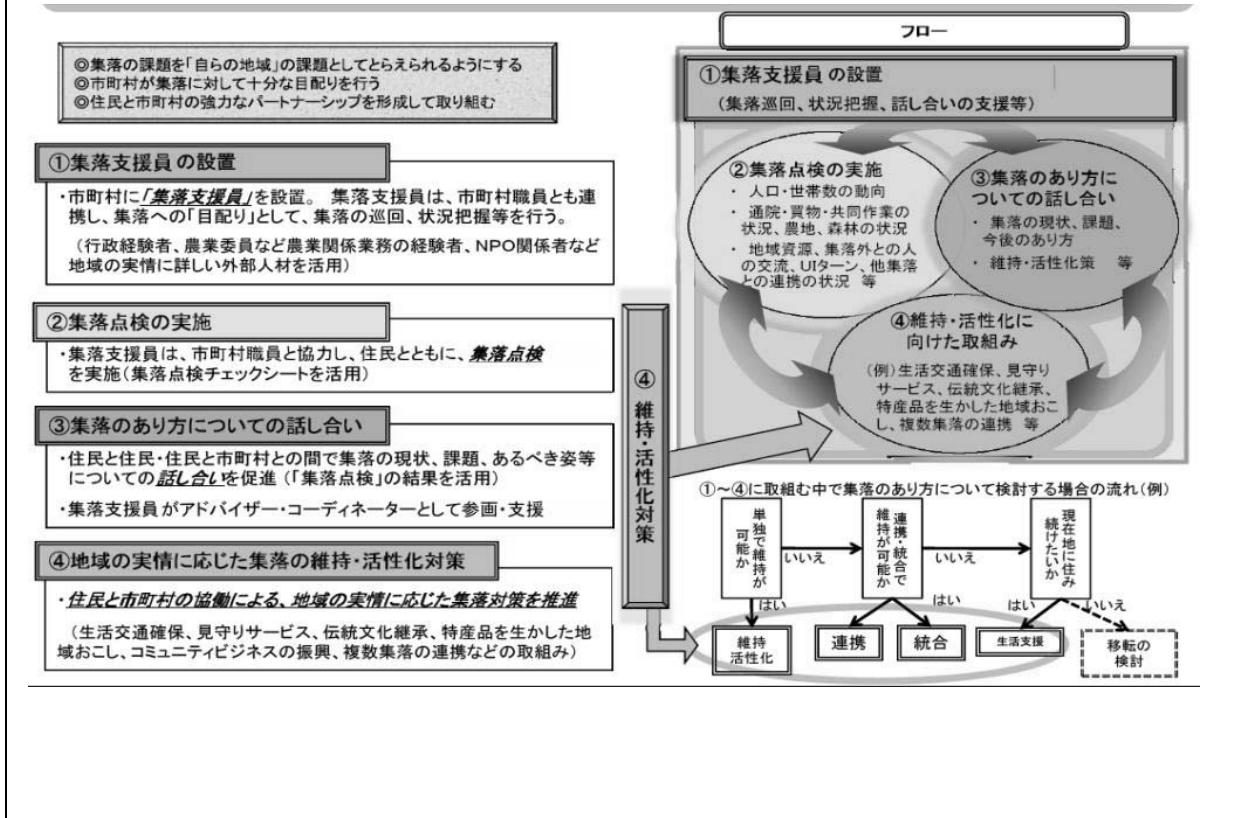 ◎集落の課題を「自らの地域」の課題としてとらえられるようにする
◎市町村が集落に対して十分な目配りを行う
◎住民と市町村の強力なパートナーシップを形成して取り組む
①集落支援員の設置
・市町村に「集落支援員」を設置。 集落支援員は、市町村職員とも連
携し、集落への「目配り」として、集落の巡回、状況把握等を行う。
（行政経験者、農業委員など農業関係業務の経験者、NPO関係者など
地域の実情に詳しい外部人材を活用）
②集落点検の実施
・集落支援員は、市町村職員と協力し、住民とともに、集落点検
を実施（集落点検チェックシートを活用）
③集落のあり方についての話し合い
・住民と住民・住民と市町村との間で集落の現状、課題、あるべき姿等
についての話し合いを促進（「集落点検」の結果を活用）
・集落支援員がアドバイザー・コーディネーターとして参画・支援
④地域の実情に応じた集落の維持・活性化対策
・住民と市町村の協働による、地域の実情に応じた集落対策を推進
（生活交通確保、見守りサービス、伝統文化継承、特産品を生かした地
域おこし、コミュニティビジネスの振興、複数集落の連携などの取組み）
④維持・活性化対策
フロー
①集落支援員の設置
（集落巡回、状況把握、話し合いの支援等）
②集落点検の実施
・ 人口・世帯数の動向
・ 通院・買物・共同作業の
状況、農地、森林の状況
・ 地域資源、集落外との人
の交流、UIターン、他集落
との連携の状況 等
③集落のあり方に
ついての話し合い
・ 集落の現状、課題、
今後のあり方
・ 維持・活性化策 等
④維持・活性化に
向けた取組み
（例）生活交通確保、見守り
サービス、伝統文化継承、
特産品を生かした地域おこ
し、複数集落の連携 等
①～④に取組む中で集落のあり方について検討する場合の流れ（例）
単独で維持が
可能か
いいえ
連携・統合で
維持が可能か
いいえ
現在地に住み
続けたいか
はい
はい
はい
いいえ
維持
活性化
連携
統合
生活支援
移転の
検討